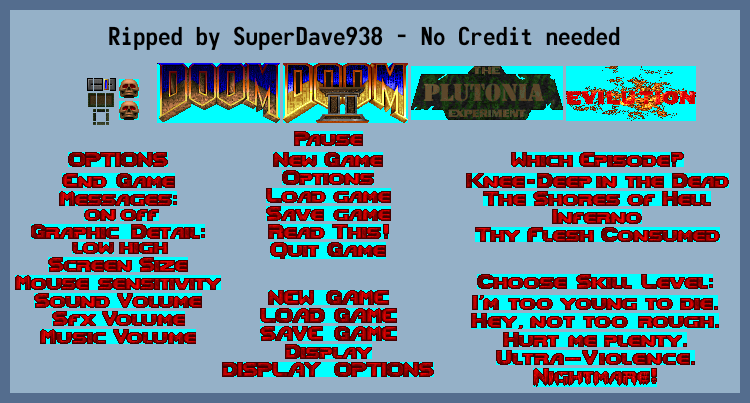 Ripped by SuperDave938 - No Credit needed
DOOM
DOOM II
THE PLUTONIA EXPERIMENT
EVILUTION
OPTIONS
End Game
Messages:
ON OFF
Graphic Detail:
LOW HIGH
Screen Size
Mouse sensitivity
Sound Volume
Sfx Volume
Music Volume
Pause
New Game
Options
Load game
Save game
Read This!
Quit Game
NEW GAME
LOAD GAME
SAVE GAME
Display
DISPLAY OPTIONS
Which Episode?
Knee-Deep in the Dead
The Shores of Hell
Inferno
Thy Flesh Consumed
Choose Skill Level:
I'm too young to die.
Hey, not too rough.
Hurt me plenty.
Ultra-Violence.
Nightmare!